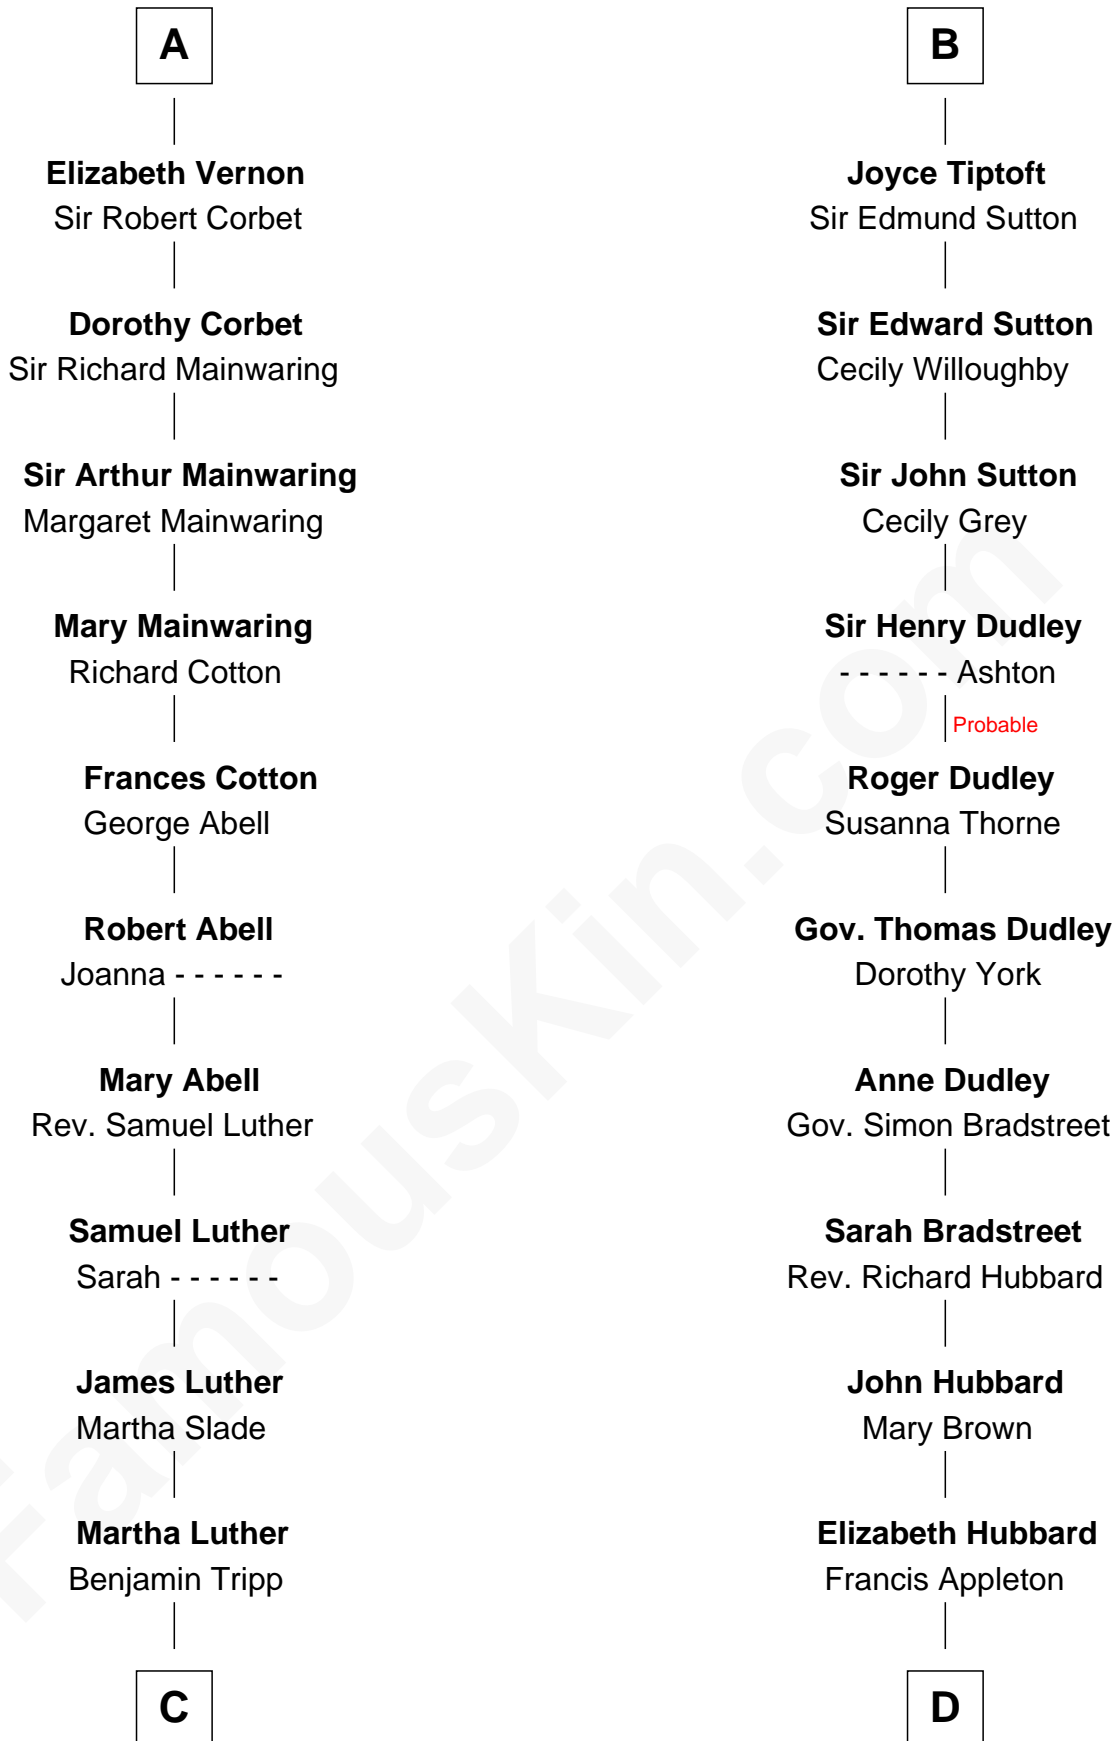 A
Elizabeth Vernon
Sir Robert Corbet
Dorothy Corbet
Sir Richard Mainwaring
Sir Arthur Mainwaring
Margaret Mainwaring
Mary Mainwaring
Richard Cotton
Frances Cotton
George Abell
Robert Abell
Joanna - - - - - -
Mary Abell
Rev. Samuel Luther
Samuel Luther
Sarah - - - - - -
James Luther
Martha Slade
Martha Luther
Benjamin Tripp
C
B
Joyce Tiptoft
Sir Edmund Sutton
Sir Edward Sutton
Cecily Willoughby
Sir John Sutton
Cecily Grey
Sir Henry Dudley
- - - - - - Ashton
Probable
Roger Dudley
Susanna Thorne
Gov. Thomas Dudley
Dorothy York
Anne Dudley
Gov. Simon Bradstreet
Sarah Bradstreet
Rev. Richard Hubbard
John Hubbard
Mary Brown
Elizabeth Hubbard
Francis Appleton
D
FamousKin.com